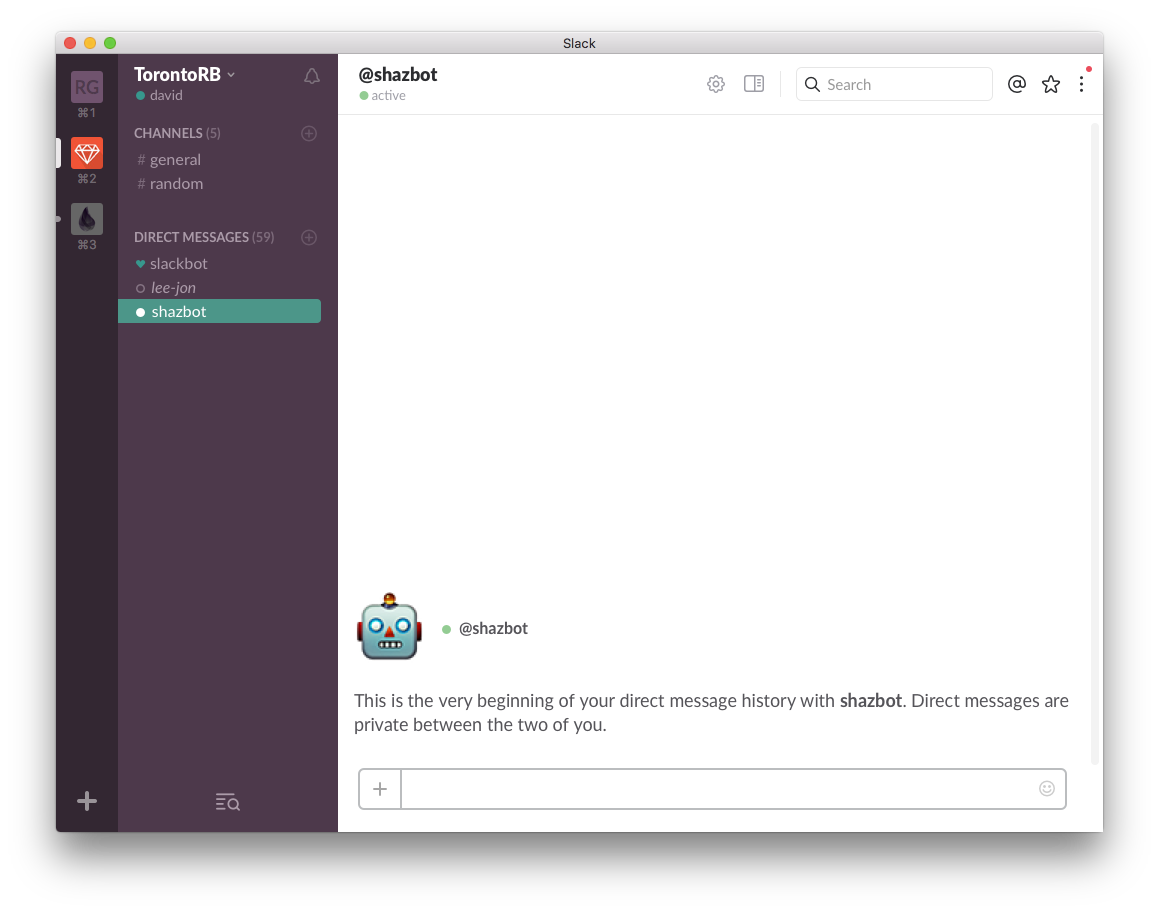 Slack
RG
⌘1
⌘2
⌘3
TorontoRB
david
CHANNELS (5)
# general
# random
DIRECT MESSAGES (59)
slackbot
lee-jon
shazbot
@shazbot
active
Search
@shazbot
This is the very beginning of your direct message history with shazbot. Direct messages are
private between the two of you.